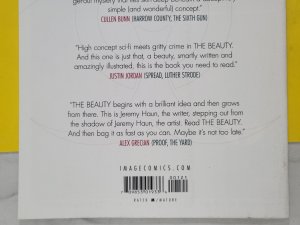 simple (and wonderful) concept."
CULLEN BUNN (HARROW COUNTY, THE SIXTH GUN)
"High concept sci-fi meets gritty crime in THE BEAUTY.
And this one is just that, a beauty, smartly written and
amazingly illustrated, this is the book you need to read."
JUSTIN JORDAN (SPREAD, LUTHER STRODE)
"THE BEAUTY begins with a brilliant idea and then grows
from there. This is Jeremy Haun, the writer, stepping out from
the shadow of Jeremy Haun, the artist. Read THE BEAUTY.
And then bag it as fast as you can. Maybe it's not too late."
ALEX GRECIAN (PROOF, THE YARD)
IMAGECOMICS.COM
RATED M / MATURE